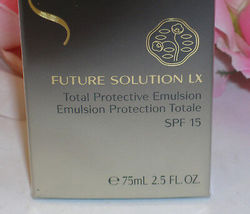 FUTURE SOLUTION LX
Total Protective Emulsion
Emulsion Protection Totale
SPF 15
℮ 75mL 2.5 FL.OZ.